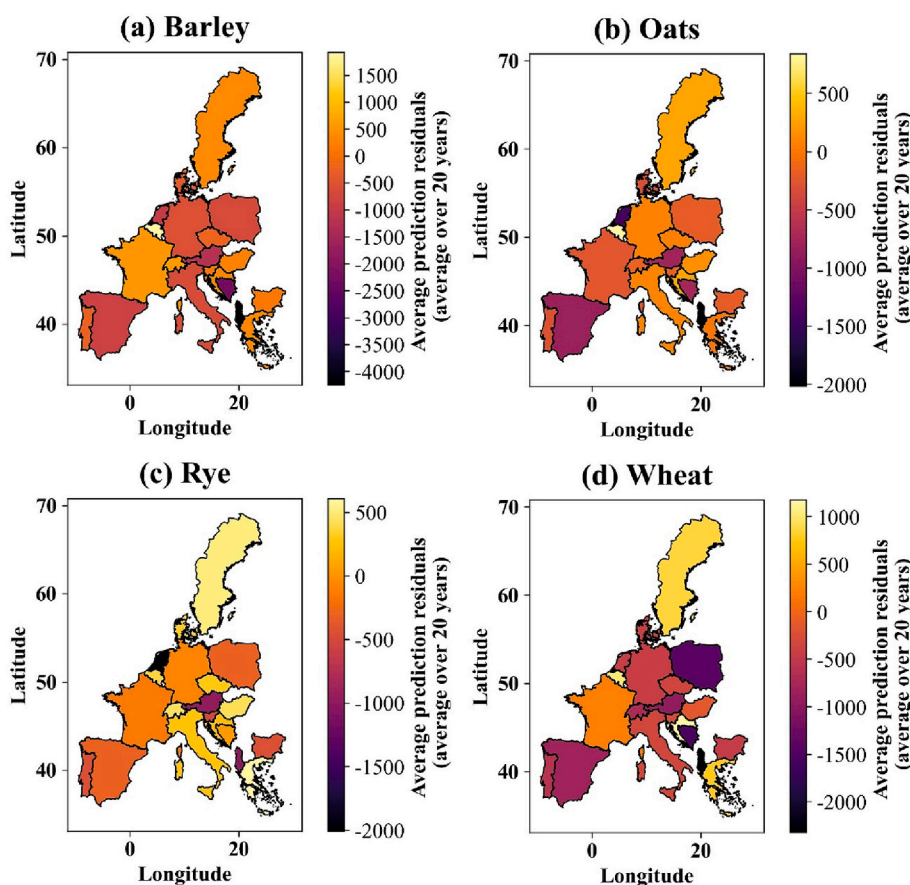 (a) Barley
70
60
50
40
Latitude
0
20
Longitude
1500
1000
500
0
-500
-1000
-1500
-2000
-2500
-3000
-3500
-4000
Average prediction residuals
(average over 20 years)
(b) Oats
70
60
50
40
Latitude
0
20
Longitude
500
0
-500
-1000
-1500
-2000
Average prediction residuals
(average over 20 years)
(c) Rye
70
60
50
40
Latitude
0
20
Longitude
500
0
-500
-1000
-1500
-2000
Average prediction residuals
(average over 20 years)
(d) Wheat
70
60
50
40
Latitude
0
20
Longitude
1000
500
0
-500
-1000
-1500
-2000
Average prediction residuals
(average over 20 years)